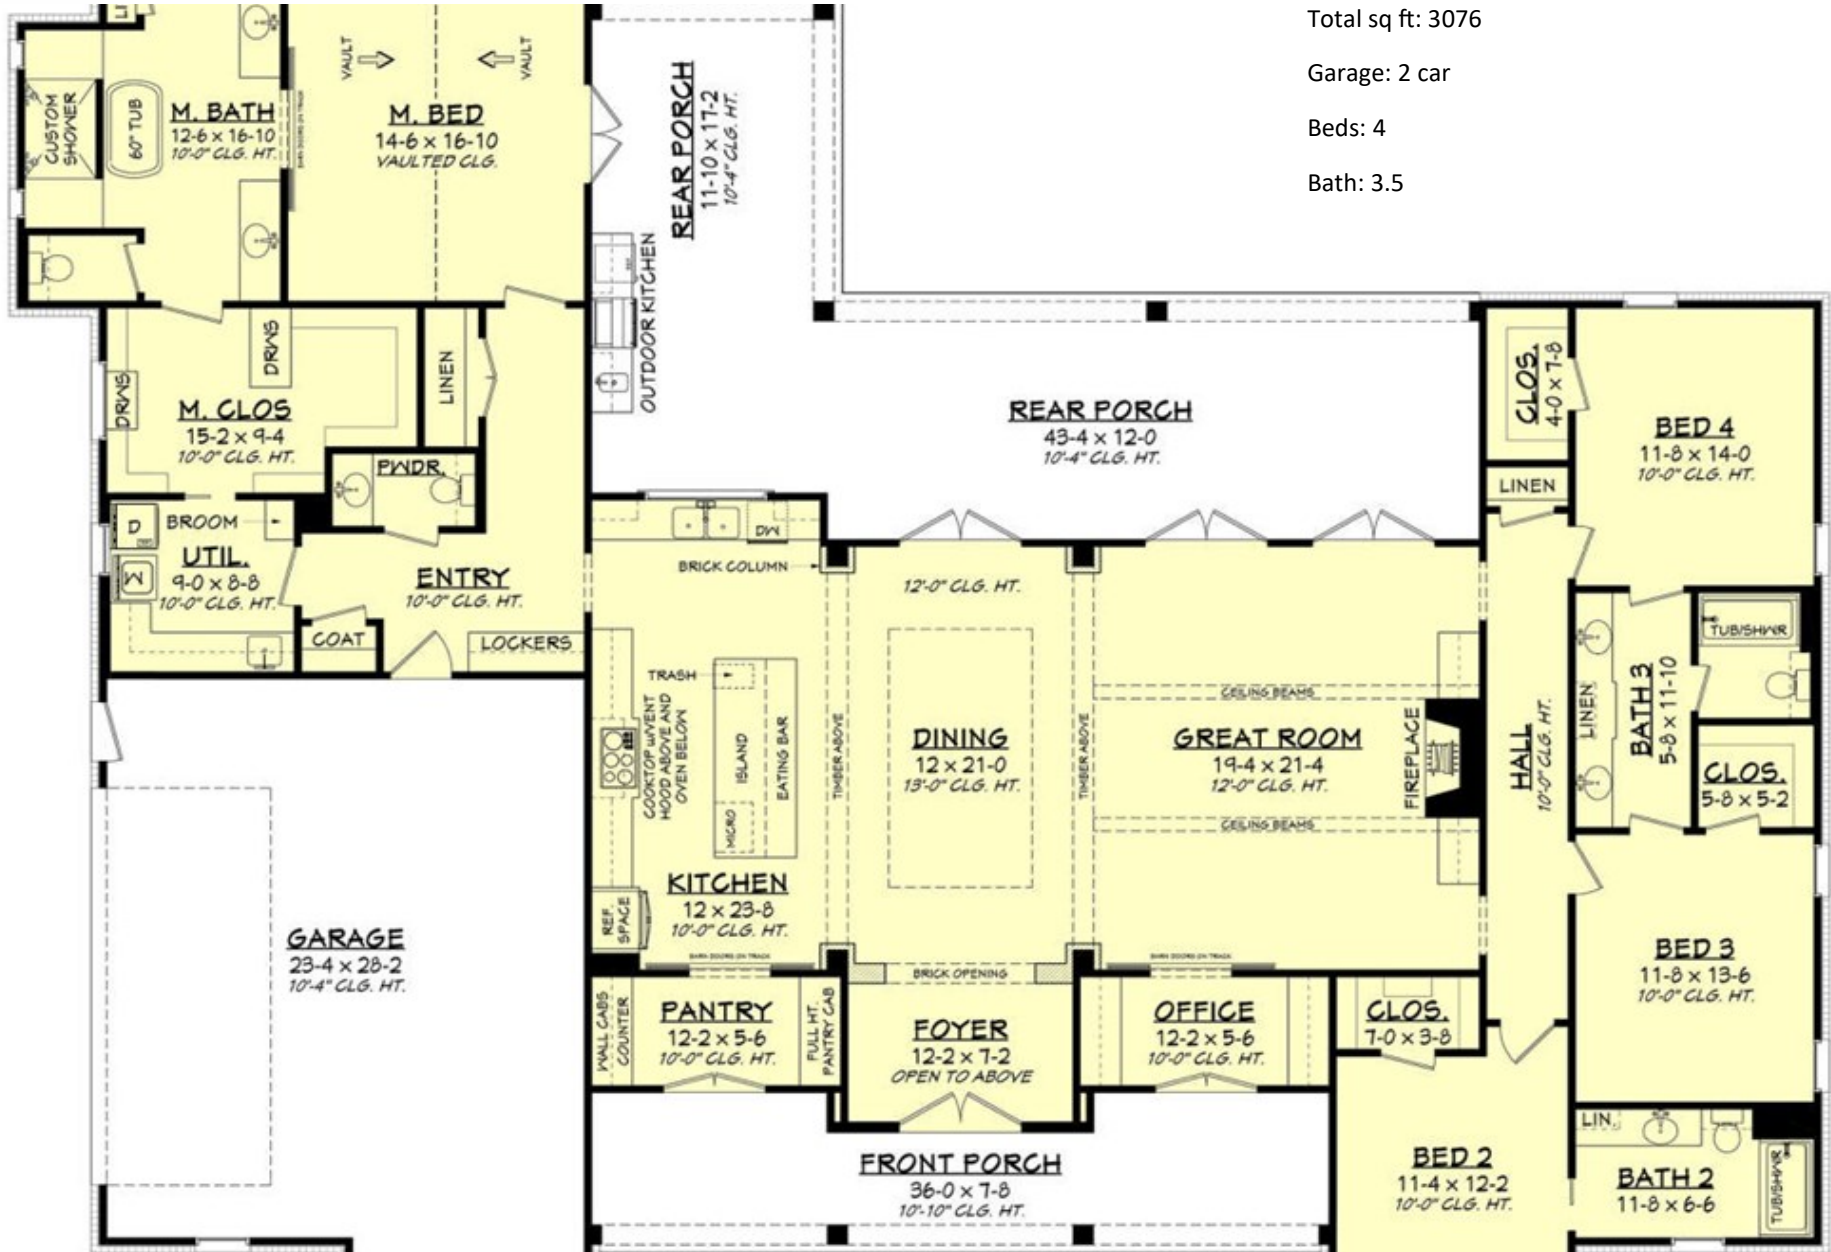 Total sq ft: 3076
Garage: 2 car
Beds: 4
Bath: 3.5
CUSTOM
SHOWER
60" TUB
M. BATH
12-6 x 16-10
10'-0" CLG. HT.
BARN DOORS ON TRACK
VAULT
VAULT
M. BED
14-6 x 16-10
VAULTED CLG.
REAR PORCH
11-10 x 17-2
10'-4" CLG. HT.
OUTDOOR KITCHEN
DRWS
DRWS
M. CLOS
15-2 x 9-4
10'-0" CLG. HT.
LINEN
PWDR.
REAR PORCH
43-4 x 12-0
10'-4" CLG. HT.
CLOS.
4-0 x 7-8
LINEN
BED 4
11-8 x 14-0
10'-0" CLG. HT.
D
W
BROOM
UTIL.
9-0 x 8-8
10'-0" CLG. HT.
ENTRY
10'-0" CLG. HT.
COAT
LOCKERS
DW
BRICK COLUMN
TRASH
COOKTOP w/VENT
HOOD ABOVE AND
OVEN BELOW
ISLAND
MICRO
EATING BAR
KITCHEN
12 x 23-8
10'-0" CLG. HT.
REF.
SPACE
TIMBER ABOVE
12'-0" CLG. HT.
DINING
12 x 21-0
13'-0" CLG. HT.
TIMBER ABOVE
CEILING BEAMS
GREAT ROOM
19-4 x 21-4
12'-0" CLG. HT.
CEILING BEAMS
FIREPLACE
HALL
10'-0" CLG. HT.
LINEN
BATH 3
5-8 x 11-10
TUB/SHWR
CLOS.
5-8 x 5-2
BED 3
11-8 x 13-6
10'-0" CLG. HT.
GARAGE
23-4 x 28-2
10'-4" CLG. HT.
BARN DOORS ON TRACK
WALL CABS
COUNTER
PANTRY
12-2 x 5-6
10'-0" CLG. HT.
FULL HT.
PANTRY CAB
BRICK OPENING
FOYER
12-2 x 7-2
OPEN TO ABOVE
BARN DOORS ON TRACK
OFFICE
12-2 x 5-6
10'-0" CLG. HT.
CLOS.
7-0 x 3-8
FRONT PORCH
36-0 x 7-8
10'-10" CLG. HT.
BED 2
11-4 x 12-2
10'-0" CLG. HT.
LIN.
BATH 2
11-8 x 6-6
TUB/SHWR